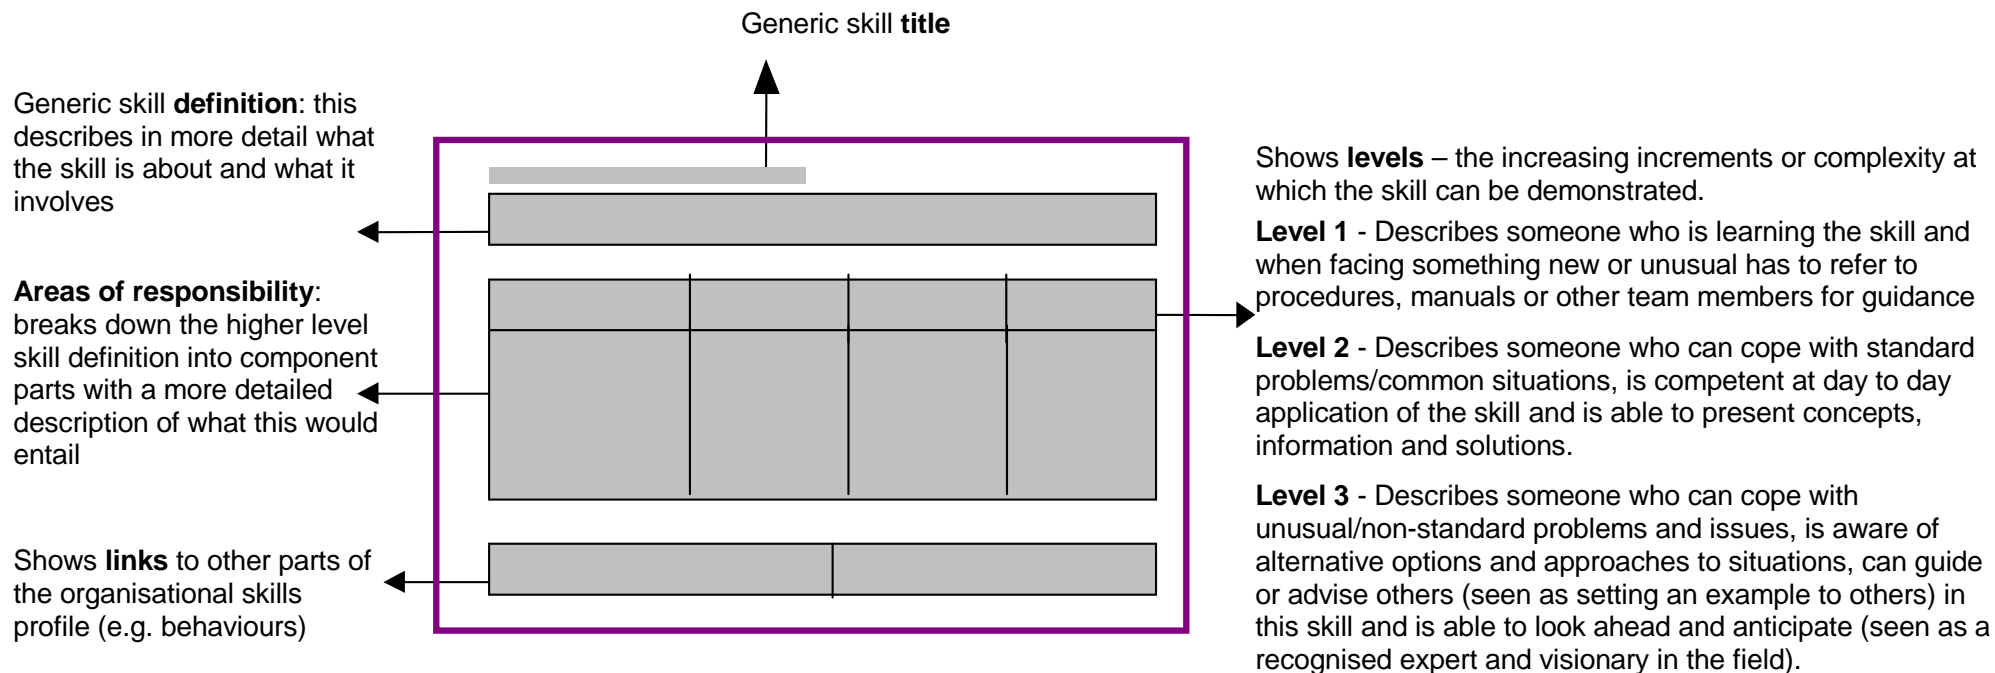 Generic skill title
Generic skill definition: this
describes in more detail what
the skill is about and what it
involves
Areas of responsibility:
breaks down the higher level
skill definition into component
parts with a more detailed
description of what this would
entail
Shows links to other parts of
the organisational skills
profile (e.g. behaviours)
Shows levels – the increasing increments or complexity at
which the skill can be demonstrated.
Level 1 - Describes someone who is learning the skill and
when facing something new or unusual has to refer to
procedures, manuals or other team members for guidance
Level 2 - Describes someone who can cope with standard
problems/common situations, is competent at day to day
application of the skill and is able to present concepts,
information and solutions.
Level 3 - Describes someone who can cope with
unusual/non-standard problems and issues, is aware of
alternative options and approaches to situations, can guide
or advise others (seen as setting an example to others) in
this skill and is able to look ahead and anticipate (seen as a
recognised expert and visionary in the field).